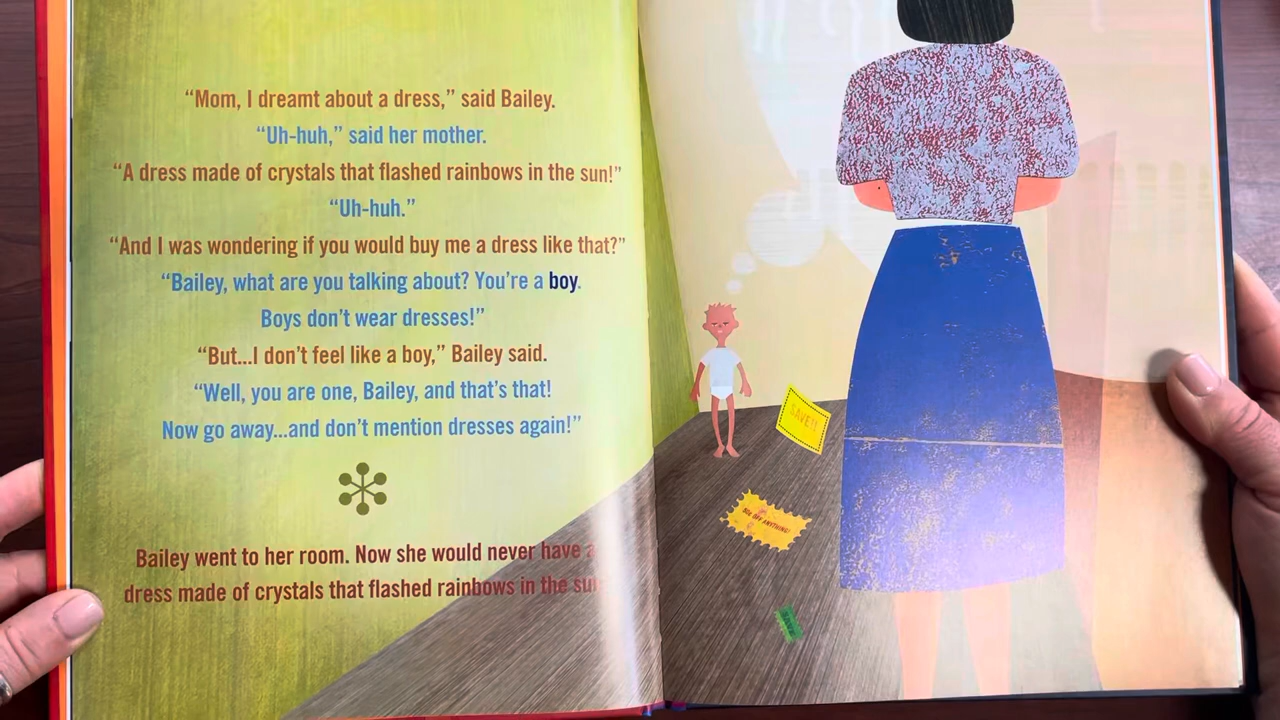 “Mom, I dreamt about a dress,” said Bailey.
“Uh-huh,” said her mother.
“A dress made of crystals that flashed rainbows in the sun!”
“Uh-huh.”
“And I was wondering if you would buy me a dress like that?”
“Bailey, what are you talking about? You’re a boy.
Boys don’t wear dresses!”
“But...I don’t feel like a boy,” Bailey said.
“Well, you are one, Bailey, and that’s that!
Now go away...and don’t mention dresses again!”
Bailey went to her room. Now she would never have a
dress made of crystals that flashed rainbows in the sun
SAVE!!
OFF ANYTHING!